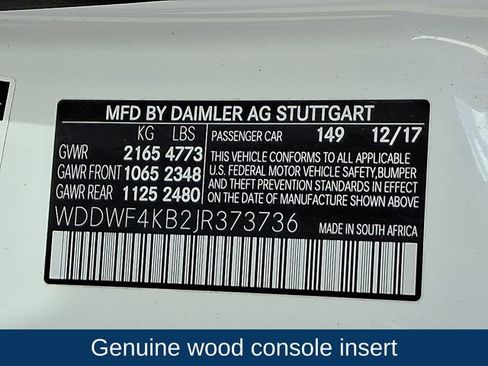 MFD BY DAIMLER AG STUTTGART
KG LBS PASSENGER CAR 149 12/17
GVWR 2165 4773
GAWR FRONT 1065 2348
GAWR REAR 1125 2480
THIS VEHICLE CONFORMS TO ALL APPLICABLE
U.S. FEDERAL MOTOR VEHICLE SAFETY,BUMPER
AND THEFT PREVENTION STANDARDS IN EFFECT
ON THE DATE OF MANUFACTURE SHOWN ABOVE
WDDWF4KB2JR373736 MADE IN SOUTH AFRICA
Genuine wood console insert